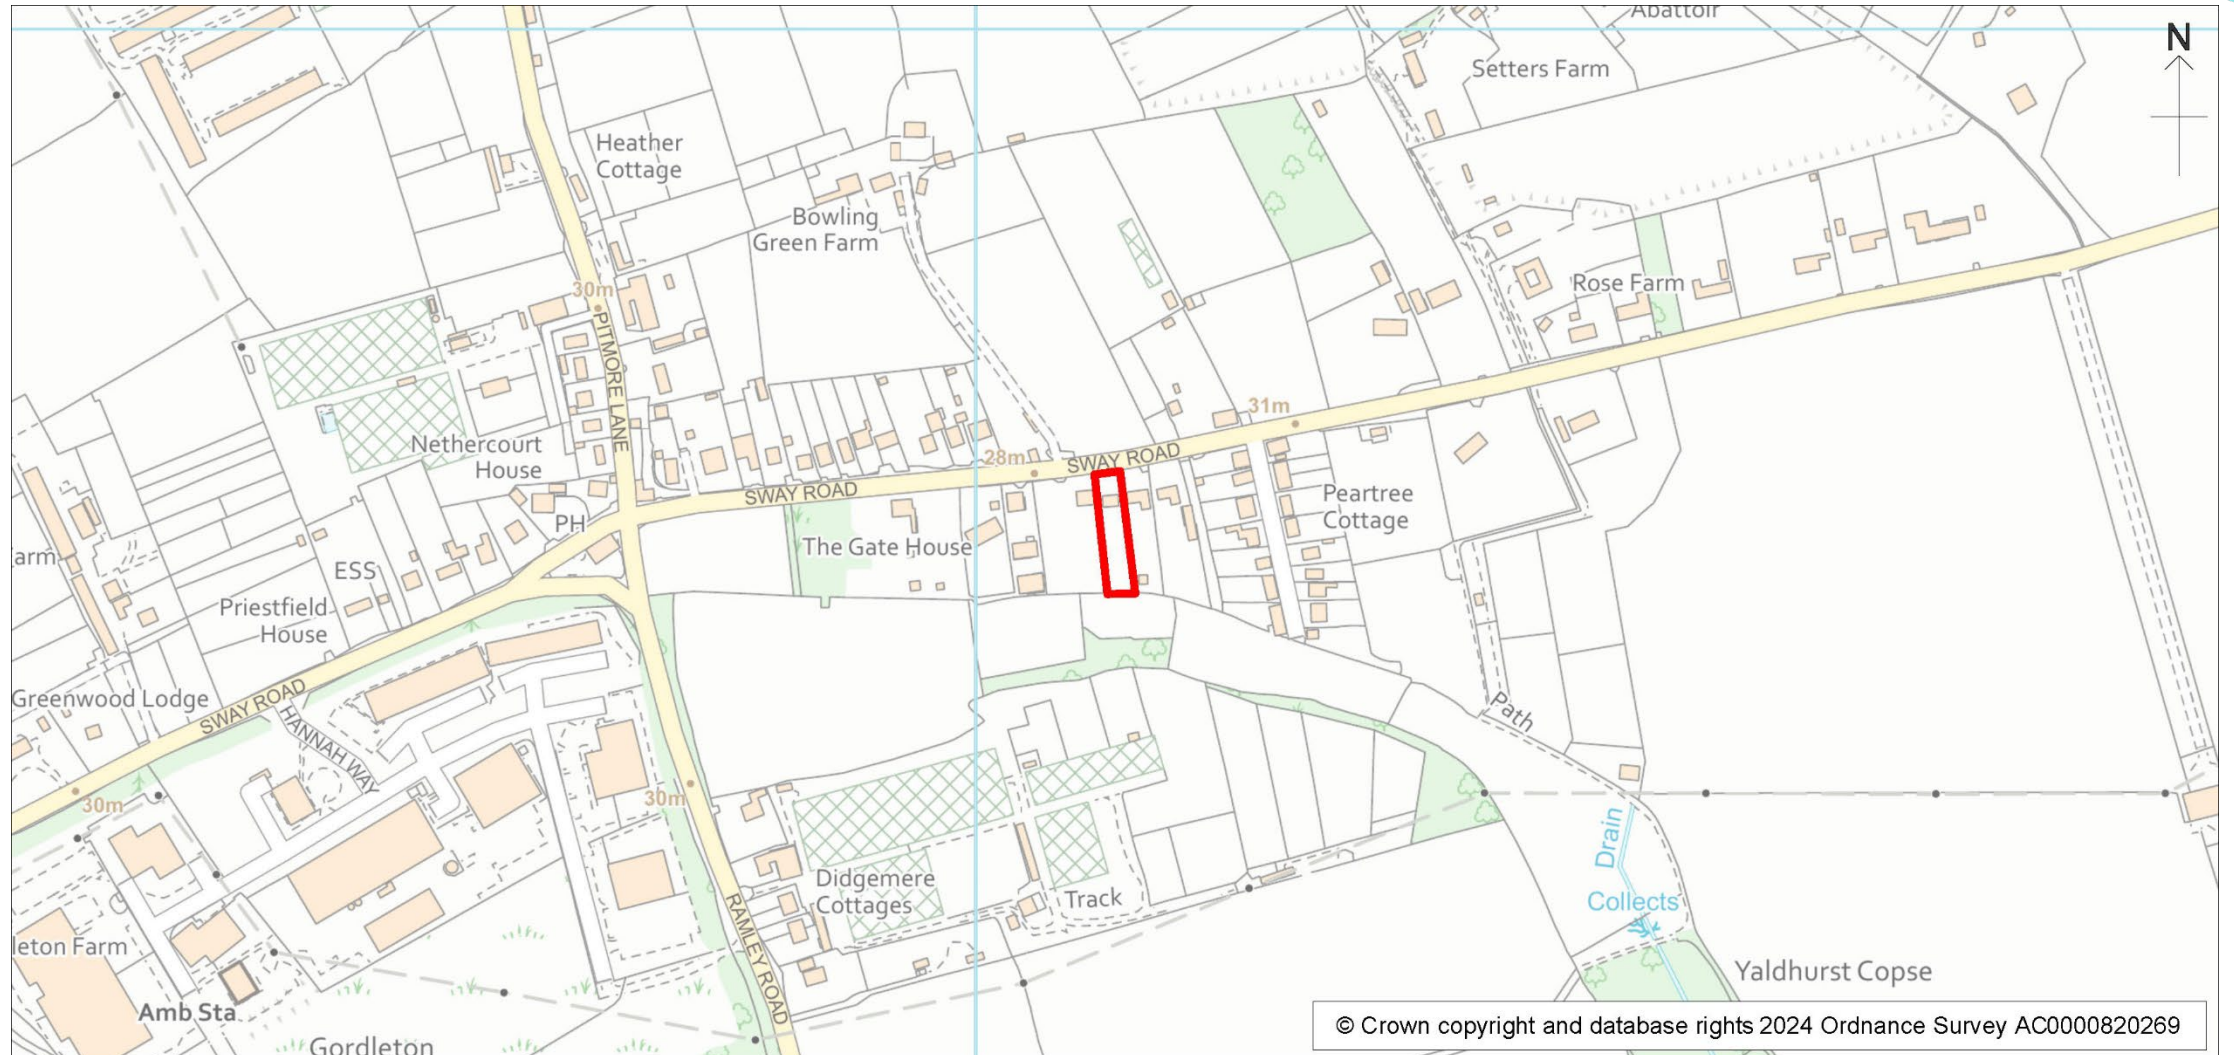 Abattoir
N
Setters Farm
Heather
Cottage
Bowling
Green Farm
Rose Farm
30m
PITMORE LANE
31m
Nethercourt
House
28m
SWAY ROAD
SWAY ROAD
Peartree
Cottage
PH
The Gate House
arm
ESS
Priestfield
House
Greenwood Lodge
SWAY ROAD
HANNAH WAY
Path
30m
30m
Drain
Didgemere
Cottages
Track
Collects
RAMLEY ROAD
leton Farm
Yaldhurst Copse
Amb Sta
Gordleton
© Crown copyright and database rights 2024 Ordnance Survey AC0000820269